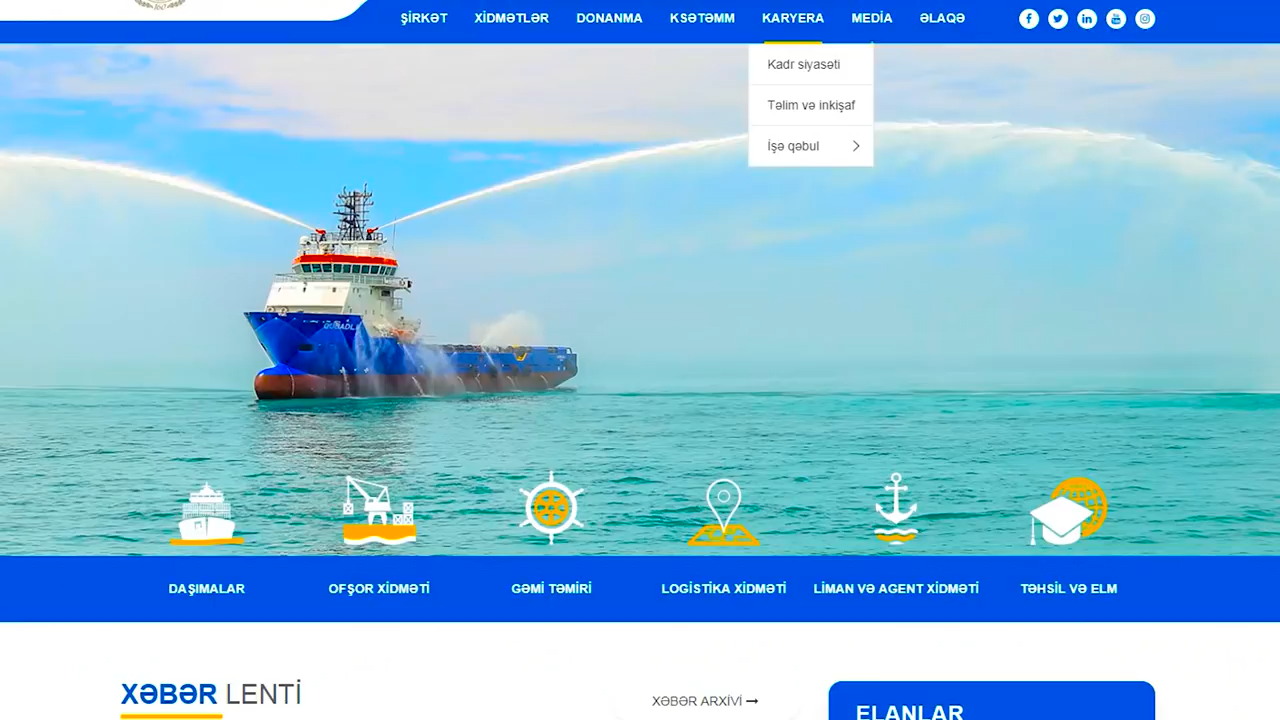 ŞİRKƏT XİDMƏTLƏR DONANMA KSƏTƏMM KARYERA MEDİA ƏLAQƏ
Kadr siyasəti
Təlim və inkişaf
İşə qəbul
DAŞIMALAR OFŞOR XİDMƏTİ GƏMİ TƏMİRİ LOGİSTİKA XİDMƏTİ LİMAN VƏ AGENT XİDMƏTİ TƏHSİL VƏ ELM
XƏBƏR LENTİ
XƏBƏR ARXİVİ
ELANLAR